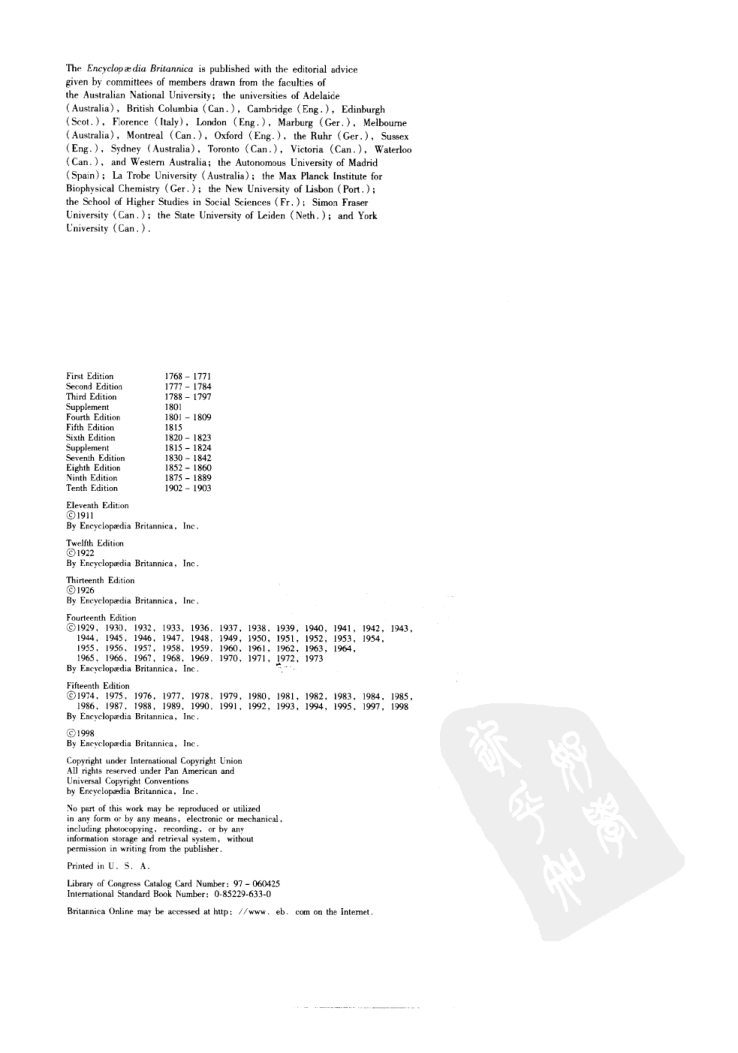 The Encyclopædia Britannica is published with the editorial advice
given by committees of members drawn from the faculties of
the Australian National University; the universities of Adelaide
(Australia), British Columbia (Can.), Cambridge (Eng.), Edinburgh
(Scot.), Florence (Italy), London (Eng.), Marburg (Ger.), Melbourne
(Australia), Montreal (Can.), Oxford (Eng.), the Ruhr (Ger.), Sussex
(Eng.), Sydney (Australia), Toronto (Can.), Victoria (Can.), Waterloo
(Can.), and Western Australia; the Autonomous University of Madrid
(Spain); La Trobe University (Australia); the Max Planck Institute for
Biophysical Chemistry (Ger.); the New University of Lisbon (Port.);
the School of Higher Studies in Social Sciences (Fr.); Simon Fraser
University (Can.); the State University of Leiden (Neth.); and York
University (Can.).
First Edition 1768 – 1771
Second Edition 1777 – 1784
Third Edition 1788 – 1797
Supplement 1801
Fourth Edition 1801 – 1809
Fifth Edition 1815
Sixth Edition 1820 – 1823
Supplement 1815 – 1824
Seventh Edition 1830 – 1842
Eighth Edition 1852 – 1860
Ninth Edition 1875 – 1889
Tenth Edition 1902 – 1903
Eleventh Edition
©1911
By Encyclopædia Britannica, Inc.
Twelfth Edition
©1922
By Encyclopædia Britannica, Inc.
Thirteenth Edition
©1926
By Encyclopædia Britannica, Inc.
Fourteenth Edition
©1929, 1930, 1932, 1933, 1936, 1937, 1938, 1939, 1940, 1941, 1942, 1943,
1944, 1945, 1946, 1947, 1948, 1949, 1950, 1951, 1952, 1953, 1954,
1955, 1956, 1957, 1958, 1959, 1960, 1961, 1962, 1963, 1964,
1965, 1966, 1967, 1968, 1969, 1970, 1971, 1972, 1973
By Encyclopædia Britannica, Inc.
Fifteenth Edition
©1974, 1975, 1976, 1977, 1978, 1979, 1980, 1981, 1982, 1983, 1984, 1985,
1986, 1987, 1988, 1989, 1990, 1991, 1992, 1993, 1994, 1995, 1997, 1998
By Encyclopædia Britannica, Inc.
©1998
By Encyclopædia Britannica, Inc.
Copyright under International Copyright Union
All rights reserved under Pan American and
Universal Copyright Conventions
by Encyclopædia Britannica, Inc.
No part of this work may be reproduced or utilized
in any form or by any means, electronic or mechanical,
including photocopying, recording, or by any
information storage and retrieval system, without
permission in writing from the publisher.
Printed in U. S. A.
Library of Congress Catalog Card Number: 97 – 060425
International Standard Book Number: 0-85229-633-0
Britannica Online may be accessed at http: //www. eb. com on the Internet.